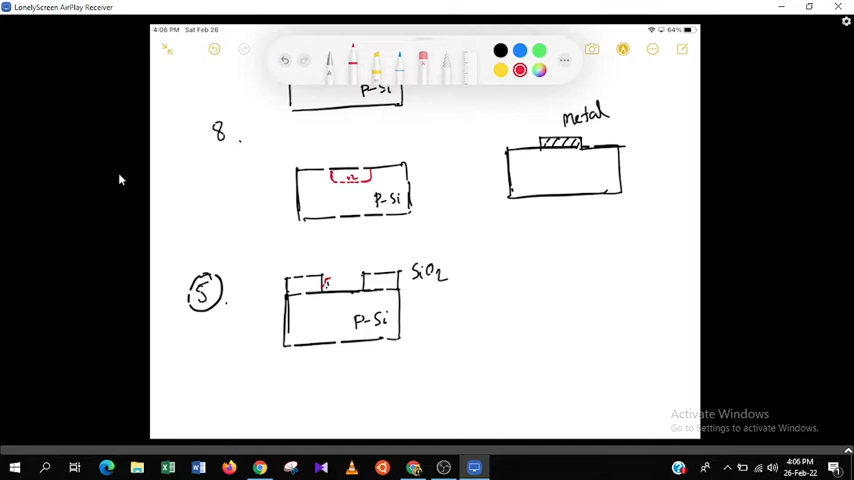 LonelyScreen AirPlay Receiver
4:06 PM Sat Feb 26
64%
P-Si
8.
metal
n2
P-Si
5.
SiO2
P-Si
Activate Windows
Go to Settings to activate Windows.
4:06 PM
26-Feb-22